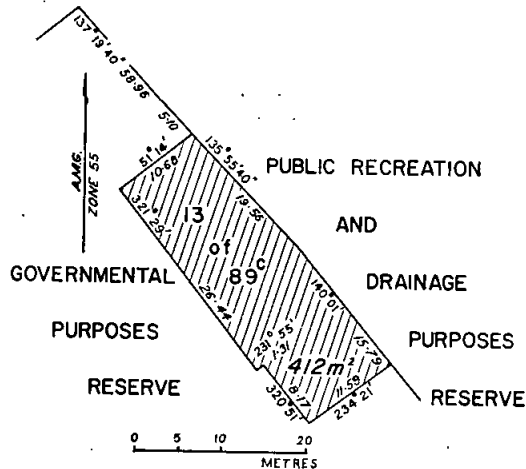 137° 19' 40" 58·96
5·10
A.M.G.
ZONE 55
51° 14'
10·68
135° 55' 40"
19·56
PUBLIC RECREATION
AND
DRAINAGE
PURPOSES
RESERVE
321° 29'
13
of
89c
GOVERNMENTAL
PURPOSES
RESERVE
26·44
140° 01'
15·79
231° 55'
1·31
412m²
8·17
320° 51'
11·59
234° 21'
0 5 10 20
METRES